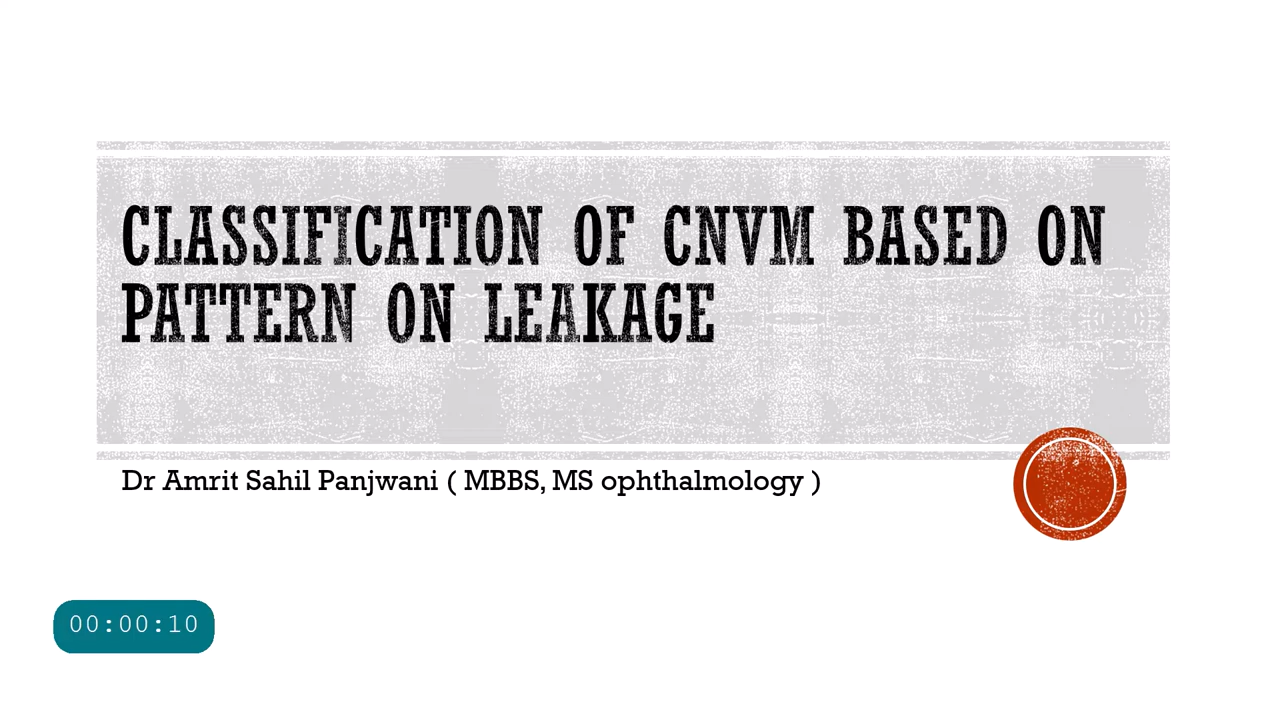 CLASSIFICATION OF CNVM BASED ON
PATTERN ON LEAKAGE
Dr Amrit Sahil Panjwani ( MBBS, MS ophthalmology )
00:00:10